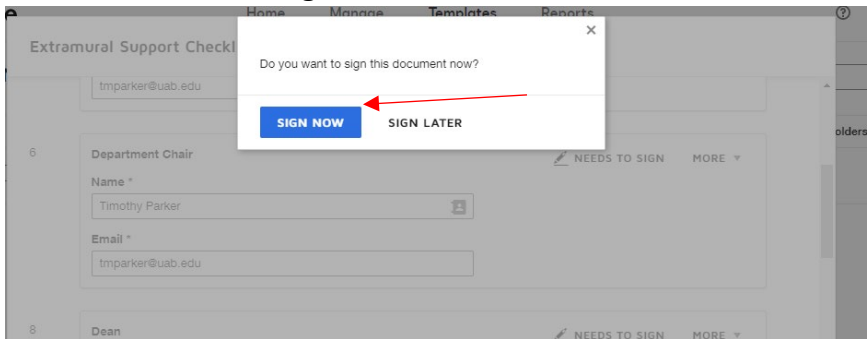 Home Manage Templates Reports
Extramural Support Checkl
Do you want to sign this document now?
tmparker@uab.edu
SIGN NOW SIGN LATER
olders
6 Department Chair NEEDS TO SIGN MORE
Name *
Timothy Parker
Email *
tmparker@uab.edu
8 Dean NEEDS TO SIGN MORE